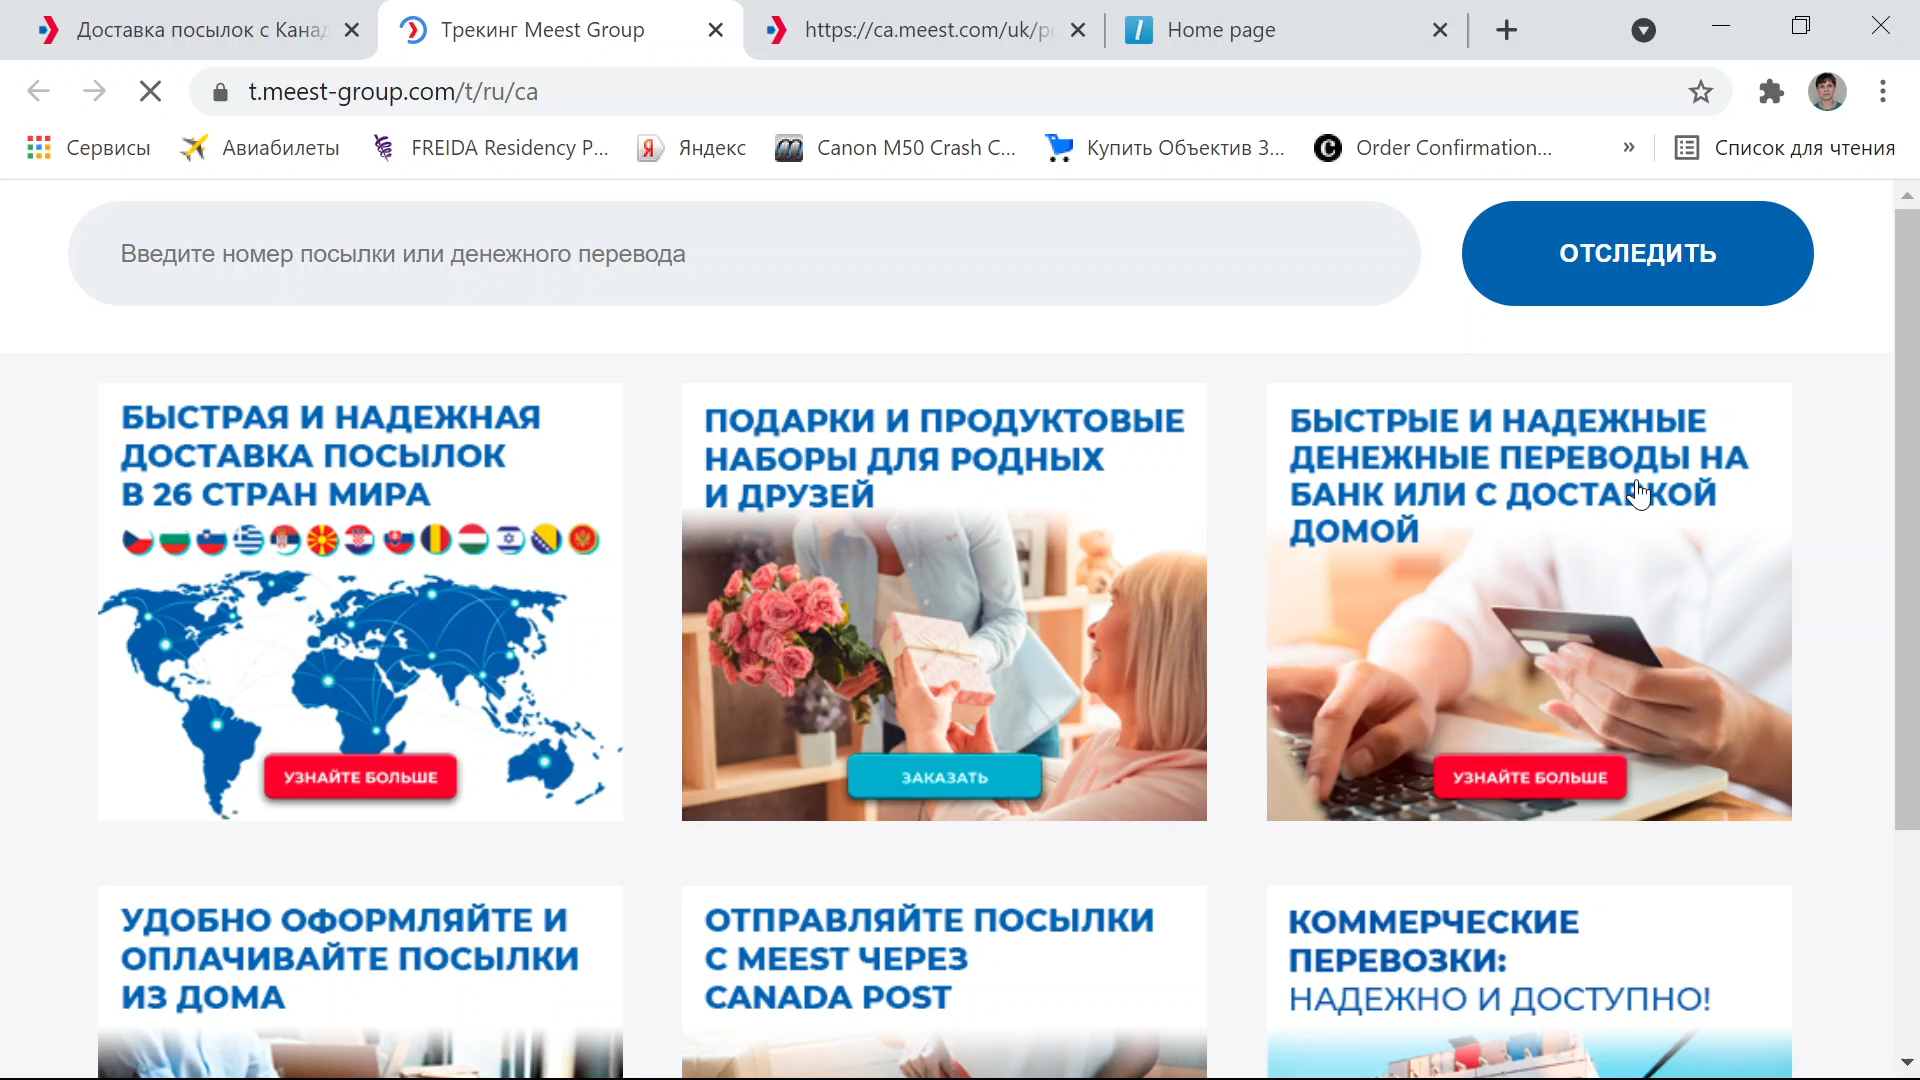 Доставка посылок с Кана
Трекинг Meest Group
https://ca.meest.com/uk/p
Home page
t.meest-group.com/t/ru/ca
Сервисы
Авиабилеты
FREIDA Residency P...
Яндекс
Canon M50 Crash C...
Купить Объектив З...
Order Confirmation...
»
Список для чтения
Введите номер посылки или денежного перевода
ОТСЛЕДИТЬ
БЫСТРАЯ И НАДЕЖНАЯ
ДОСТАВКА ПОСЫЛОК
В 26 СТРАН МИРА
УЗНАЙТЕ БОЛЬШЕ
ПОДАРКИ И ПРОДУКТОВЫЕ
НАБОРЫ ДЛЯ РОДНЫХ
И ДРУЗЕЙ
ЗАКАЗАТЬ
БЫСТРЫЕ И НАДЕЖНЫЕ
ДЕНЕЖНЫЕ ПЕРЕВОДЫ НА
БАНК ИЛИ С ДОСТАВКОЙ
ДОМОЙ
УЗНАЙТЕ БОЛЬШЕ
УДОБНО ОФОРМЛЯЙТЕ И
ОПЛАЧИВАЙТЕ ПОСЫЛКИ
ИЗ ДОМА
ОТПРАВЛЯЙТЕ ПОСЫЛКИ
С MEEST ЧЕРЕЗ
CANADA POST
КОММЕРЧЕСКИЕ
ПЕРЕВОЗКИ:
НАДЕЖНО И ДОСТУПНО!